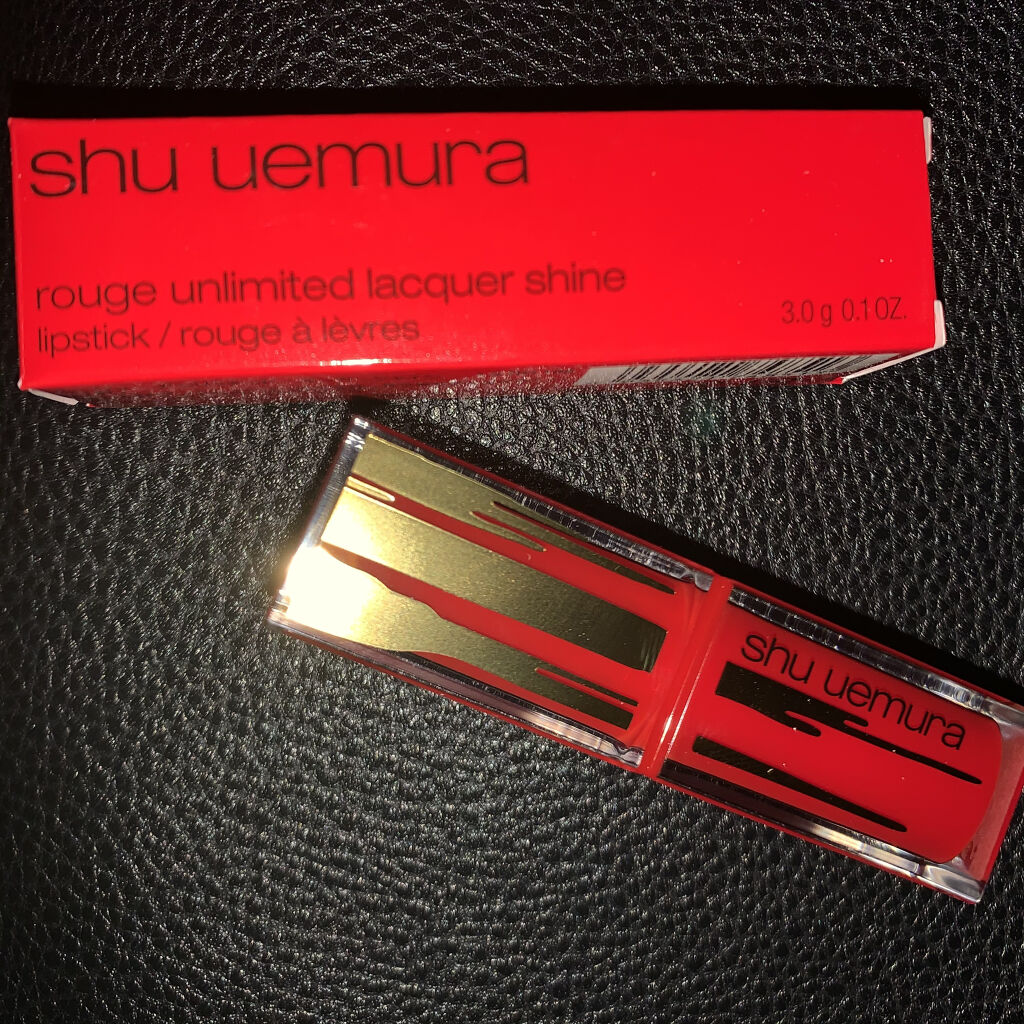 shu uemura
rouge unlimited lacquer shine
lipstick / rouge à lèvres
3.0 g 0.1 OZ.
shu uemura